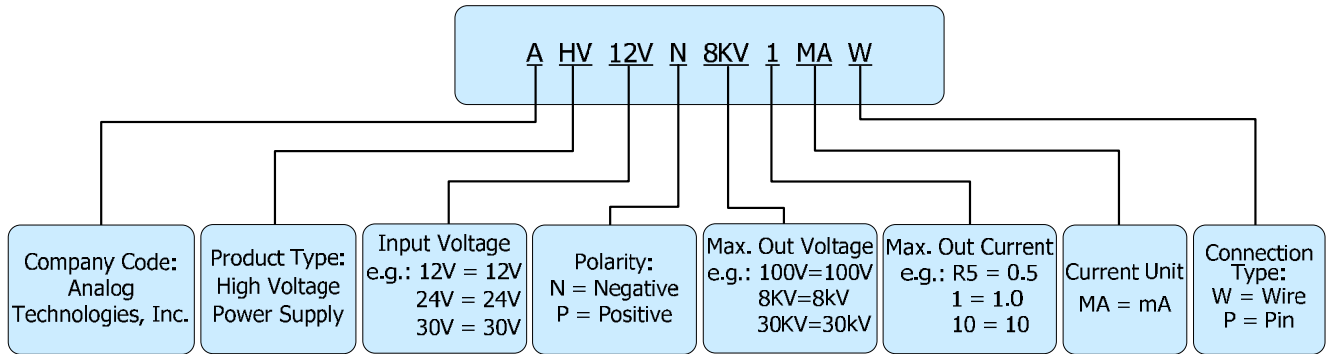 A HV 12V N 8KV 1 MA W
Company Code:
Analog
Technologies, Inc.
Product Type:
High Voltage
Power Supply
Input Voltage
e.g.: 12V = 12V
24V = 24V
30V = 30V
Polarity:
N = Negative
P = Positive
Max. Out Voltage
e.g.: 100V=100V
8KV=8kV
30KV=30kV
Max. Out Current
e.g.: R5 = 0.5
1 = 1.0
10 = 10
Current Unit
MA = mA
Connection
Type:
W = Wire
P = Pin